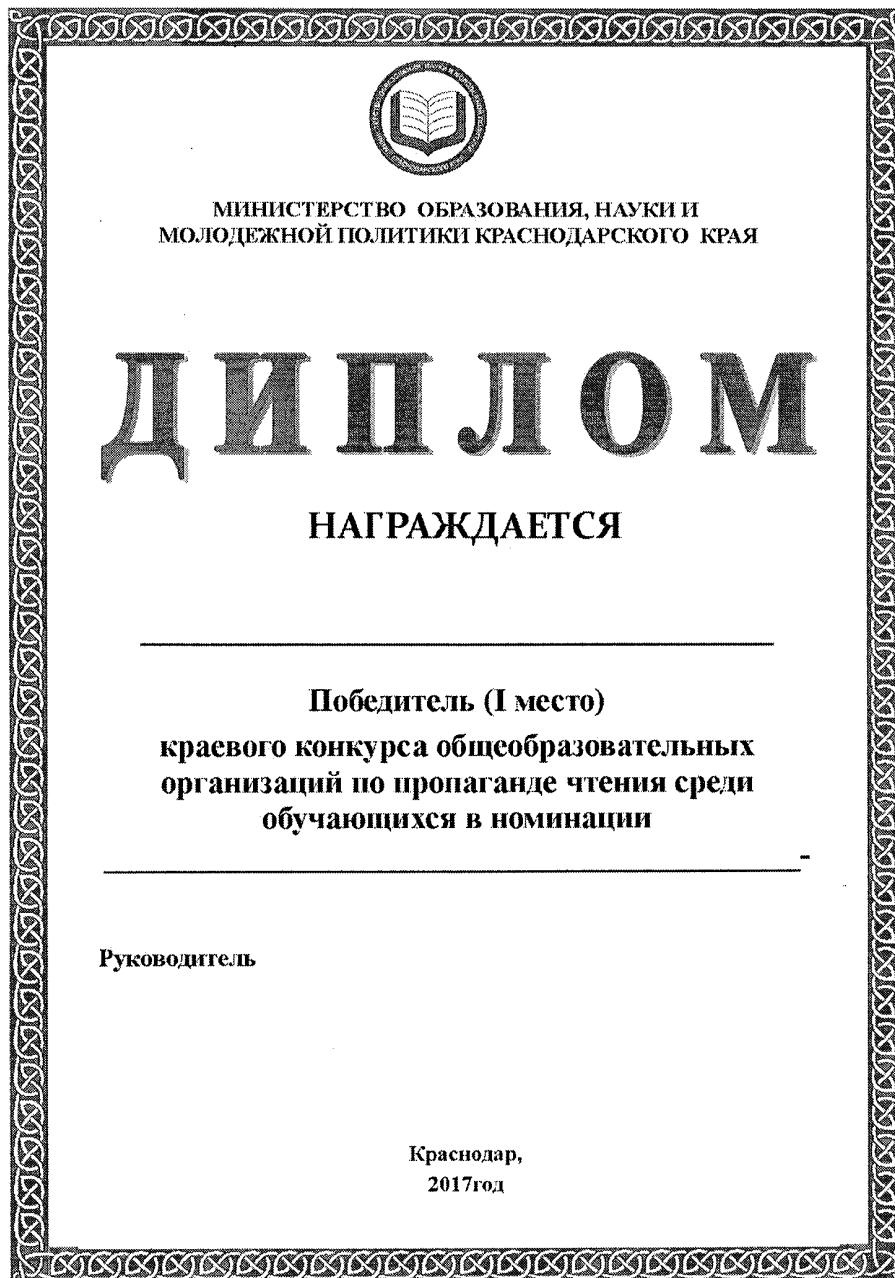 МИНИСТЕРСТВО ОБРАЗОВАНИЯ, НАУКИ И
МОЛОДЕЖНОЙ ПОЛИТИКИ КРАСНОДАРСКОГО КРАЯ
ДИПЛОМ
НАГРАЖДАЕТСЯ
Победитель (I место)
краевого конкурса общеобразовательных
организаций по пропаганде чтения среди
обучающихся в номинации
Руководитель
Краснодар,
2017год